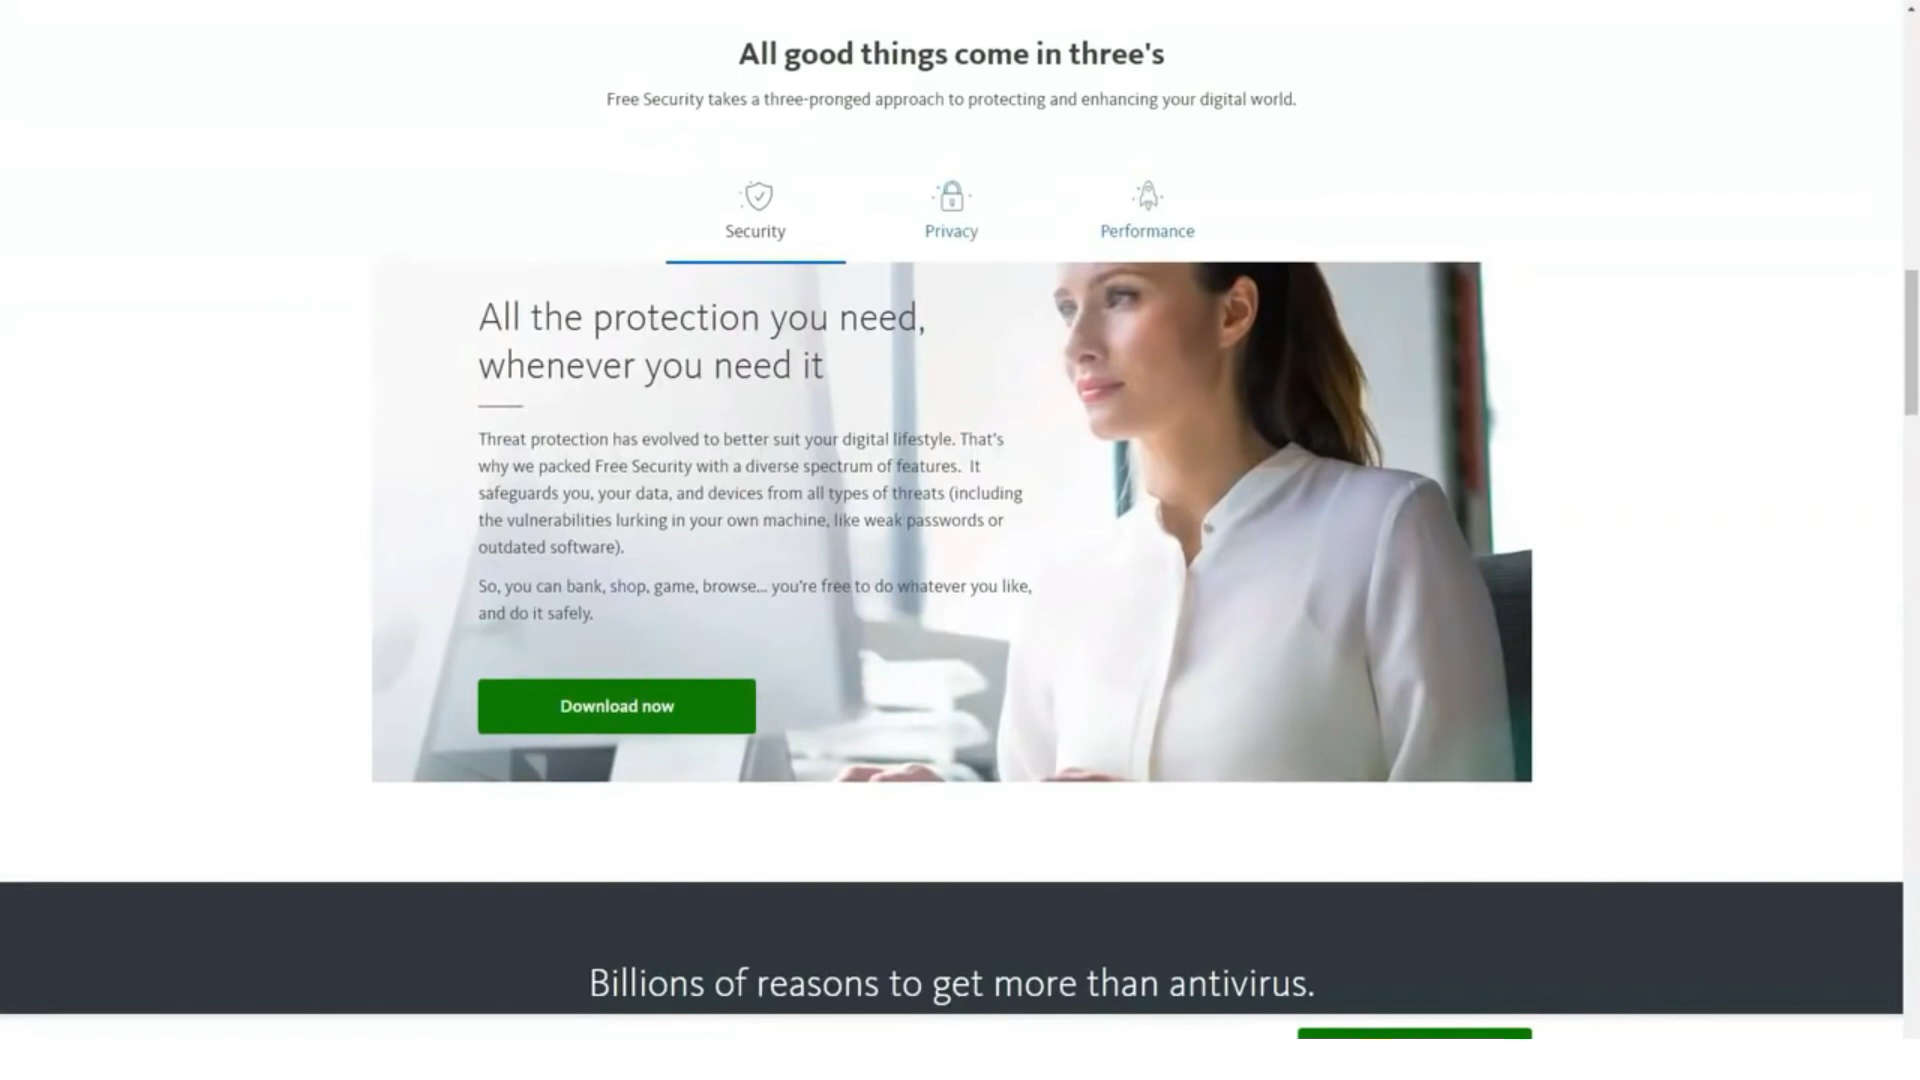 All good things come in three's
Free Security takes a three-pronged approach to protecting and enhancing your digital world.
Security
Privacy
Performance
All the protection you need,
whenever you need it
Threat protection has evolved to better suit your digital lifestyle. That's
why we packed Free Security with a diverse spectrum of features.  It
safeguards you, your data, and devices from all types of threats (including
the vulnerabilities lurking in your own machine, like weak passwords or
outdated software).
So, you can bank, shop, game, browse... you're free to do whatever you like,
and do it safely.
Download now
Billions of reasons to get more than antivirus.